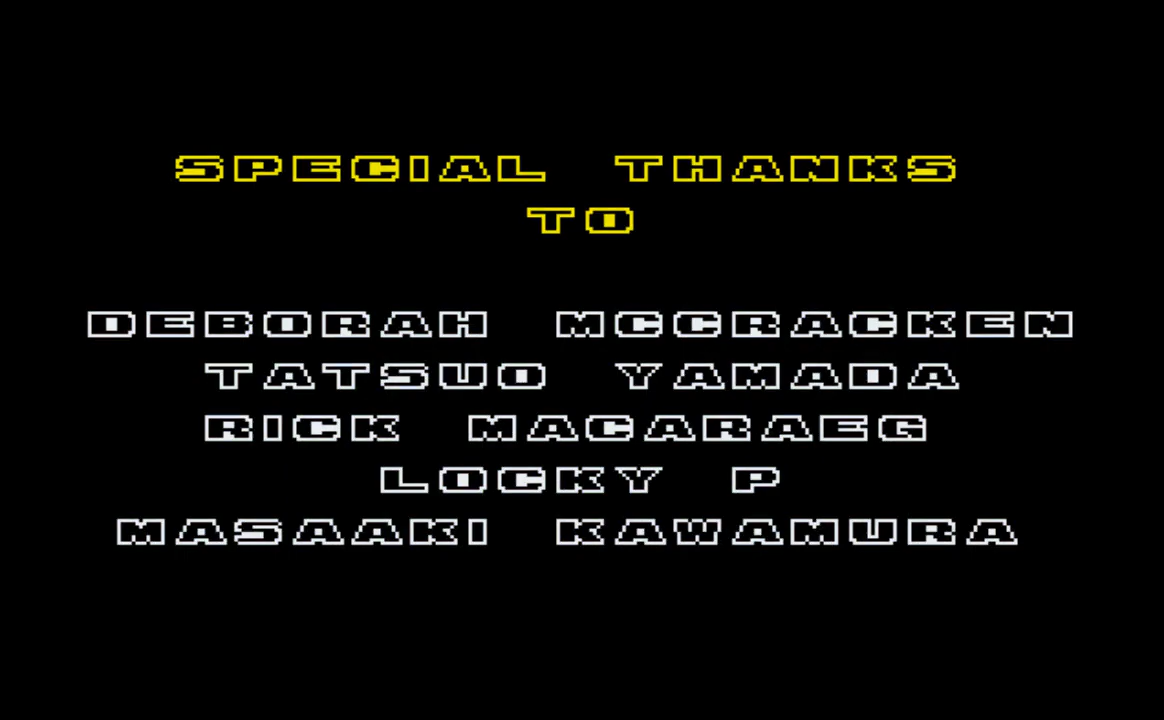 SPECIAL THANKS
TO
DEBORAH MCCRACKEN
TATSUO YAMADA
RICK MACARAEG
LOCKY P
MASAAKI KAWAMURA